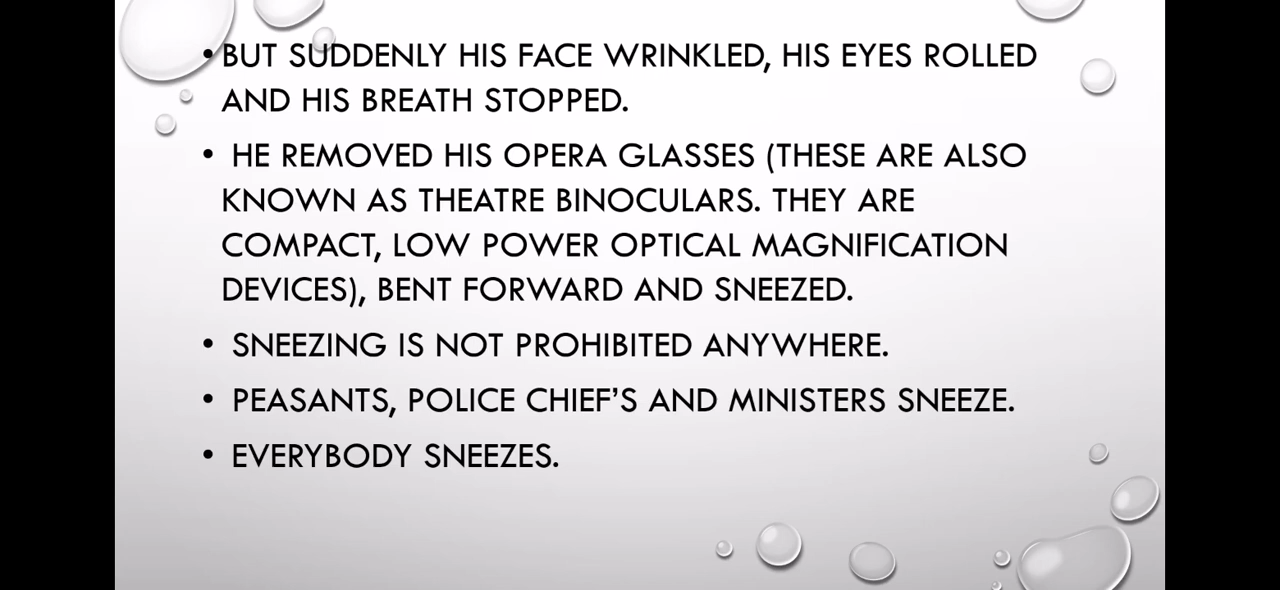 • BUT SUDDENLY HIS FACE WRINKLED, HIS EYES ROLLED
AND HIS BREATH STOPPED.
• HE REMOVED HIS OPERA GLASSES (THESE ARE ALSO
KNOWN AS THEATRE BINOCULARS. THEY ARE
COMPACT, LOW POWER OPTICAL MAGNIFICATION
DEVICES), BENT FORWARD AND SNEEZED.
• SNEEZING IS NOT PROHIBITED ANYWHERE.
• PEASANTS, POLICE CHIEF’S AND MINISTERS SNEEZE.
• EVERYBODY SNEEZES.